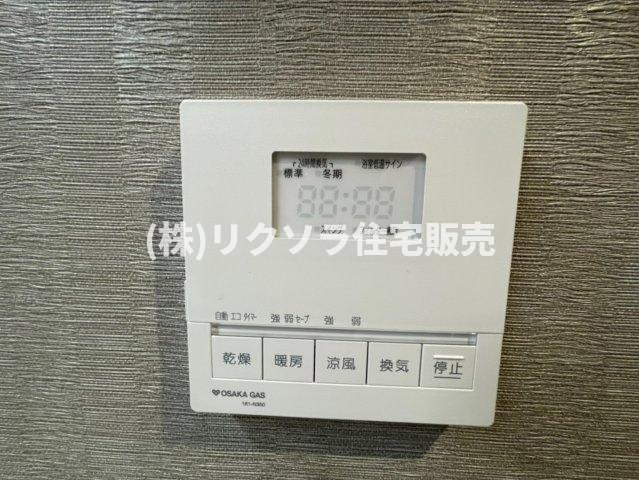 24時間換気 浴室低温サイン
標準 冬期
88:88
(株)リクソラ住宅販売
自動 エコ タイマー 強 弱 セーブ 強 弱
乾燥 暖房 涼風 換気 停止
OSAKA GAS